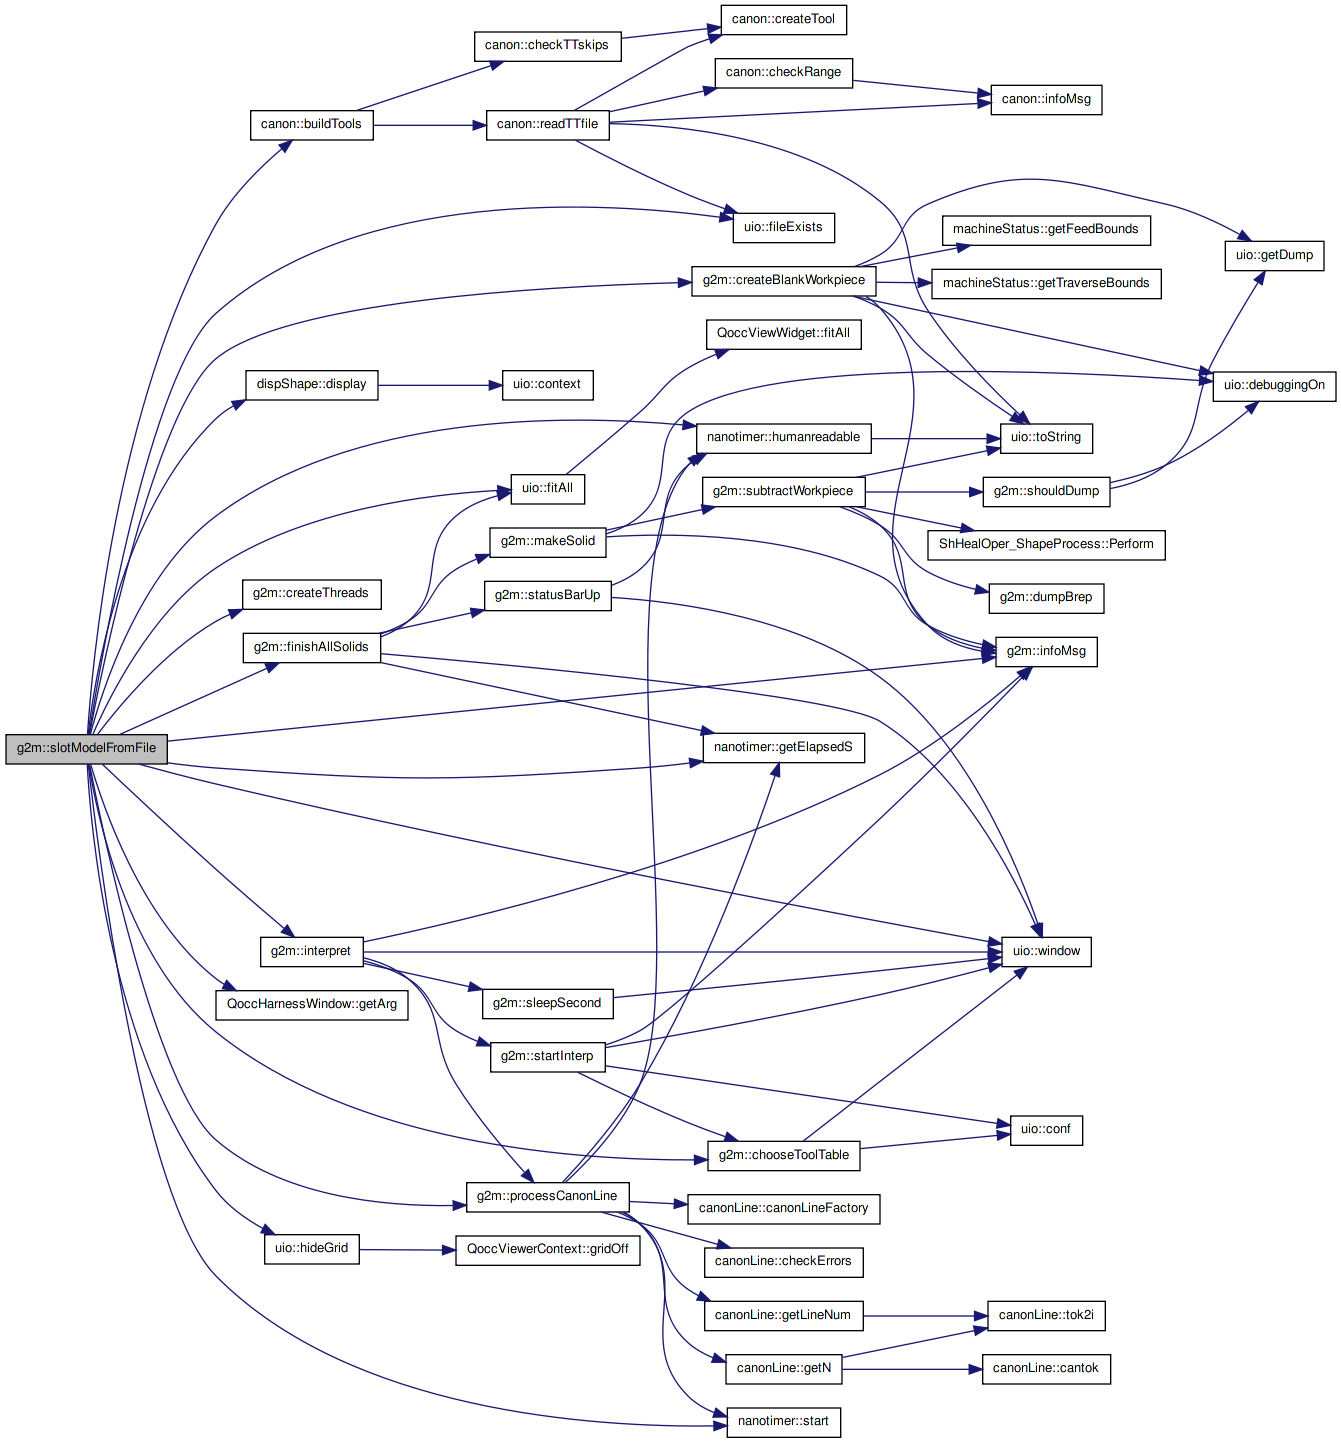 canon::createTool
canon::checkTTskips
canon::checkRange
canon::infoMsg
canon::buildTools
canon::readTTfile
uio::fileExists
machineStatus::getFeedBounds
uio::getDump
g2m::createBlankWorkpiece
machineStatus::getTraverseBounds
QoccViewWidget::fitAll
dispShape::display
uio::context
uio::debuggingOn
nanotimer::humanreadable
uio::toString
uio::fitAll
g2m::subtractWorkpiece
g2m::shouldDump
g2m::makeSolid
ShHealOper_ShapeProcess::Perform
g2m::createThreads
g2m::statusBarUp
g2m::dumpBrep
g2m::finishAllSolids
g2m::infoMsg
g2m::slotModelFromFile
nanotimer::getElapsedS
g2m::interpret
uio::window
QoccHarnessWindow::getArg
g2m::sleepSecond
g2m::startInterp
uio::conf
g2m::chooseToolTable
g2m::processCanonLine
canonLine::canonLineFactory
uio::hideGrid
QoccViewerContext::gridOff
canonLine::checkErrors
canonLine::getLineNum
canonLine::tok2i
canonLine::getN
canonLine::cantok
nanotimer::start